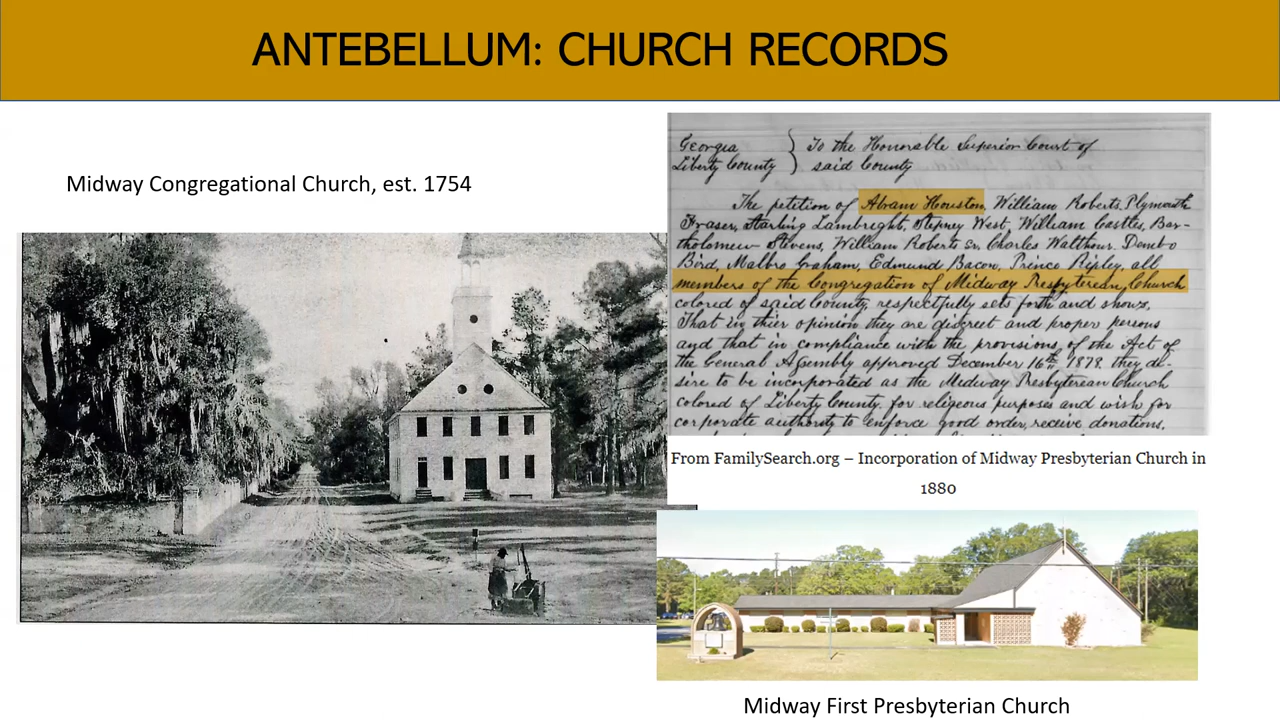 ANTEBELLUM: CHURCH RECORDS
Midway Congregational Church, est. 1754
Georgia } To the Honorable Superior Court of
Liberty County } said County
The petition of Abram Houston, William Roberts, Plymouth
Fraser, Starling Lambright, Stepney West, William Castles, Bar-
tholomew Stevens, William Roberts Sr, Charles Walthour, Dembo
Bird, Malbro Graham, Edmund Bacon, Prince Ripley, all
members of the Congregation of Midway Presbyterean Church
colored of said County, respectfully sets forth and shows,
That in thier opinion they are discreet and proper persons
and that in compliance with the provisions of the Act of
the General Assembly approved December 16th, 1878, they de-
sire to be incorporated as the Midway Presbyterean Church
colored of Liberty County, for religious purposes and wish for
corporate authority to enforce good order, receive donations,
From FamilySearch.org – Incorporation of Midway Presbyterian Church in
1880
Midway First Presbyterian Church